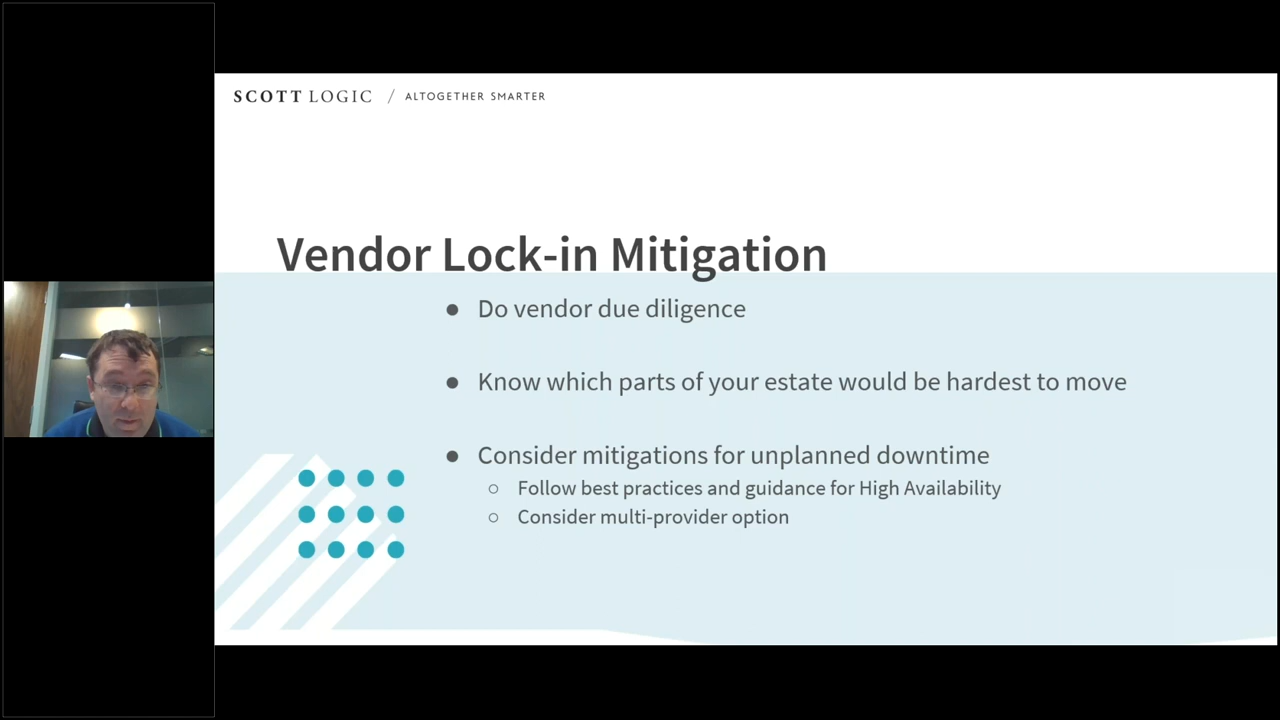 SCOTT LOGIC / ALTOGETHER SMARTER
Vendor Lock-in Mitigation
● Do vendor due diligence
● Know which parts of your estate would be hardest to move
● Consider mitigations for unplanned downtime
○ Follow best practices and guidance for High Availability
○ Consider multi-provider option